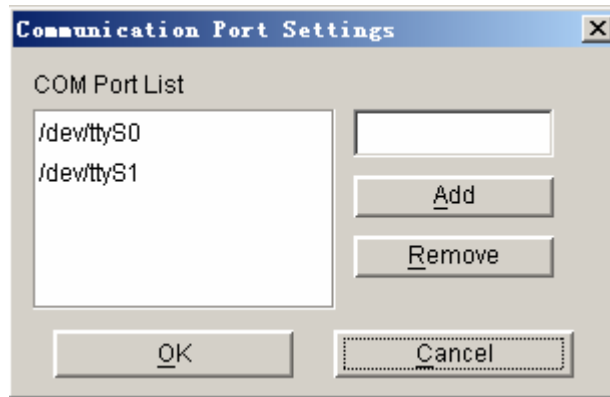 Communication Port Settings
COM Port List
/dev/ttyS0
/dev/ttyS1
Add
Remove
OK
Cancel